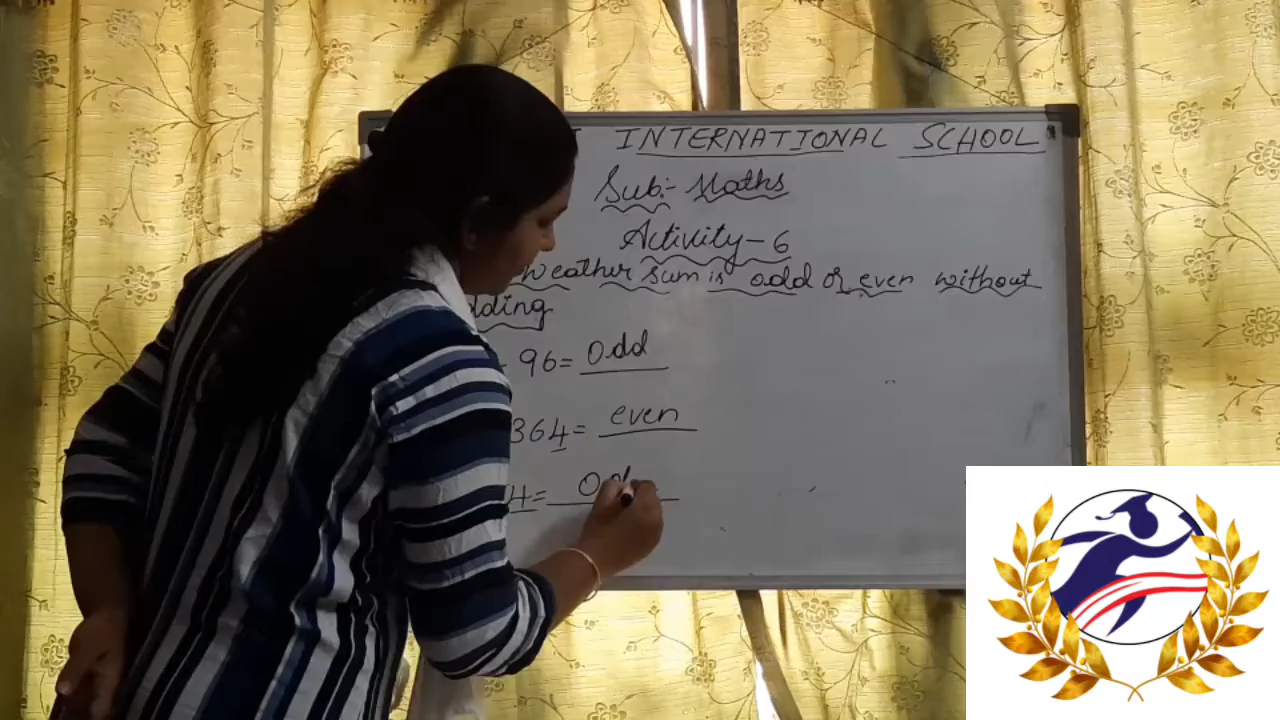 INTERNATIONAL SCHOOL
Sub:- Maths
Activity-6
weather sum is odd or even without
dding
96= Odd
364= even
4= Od